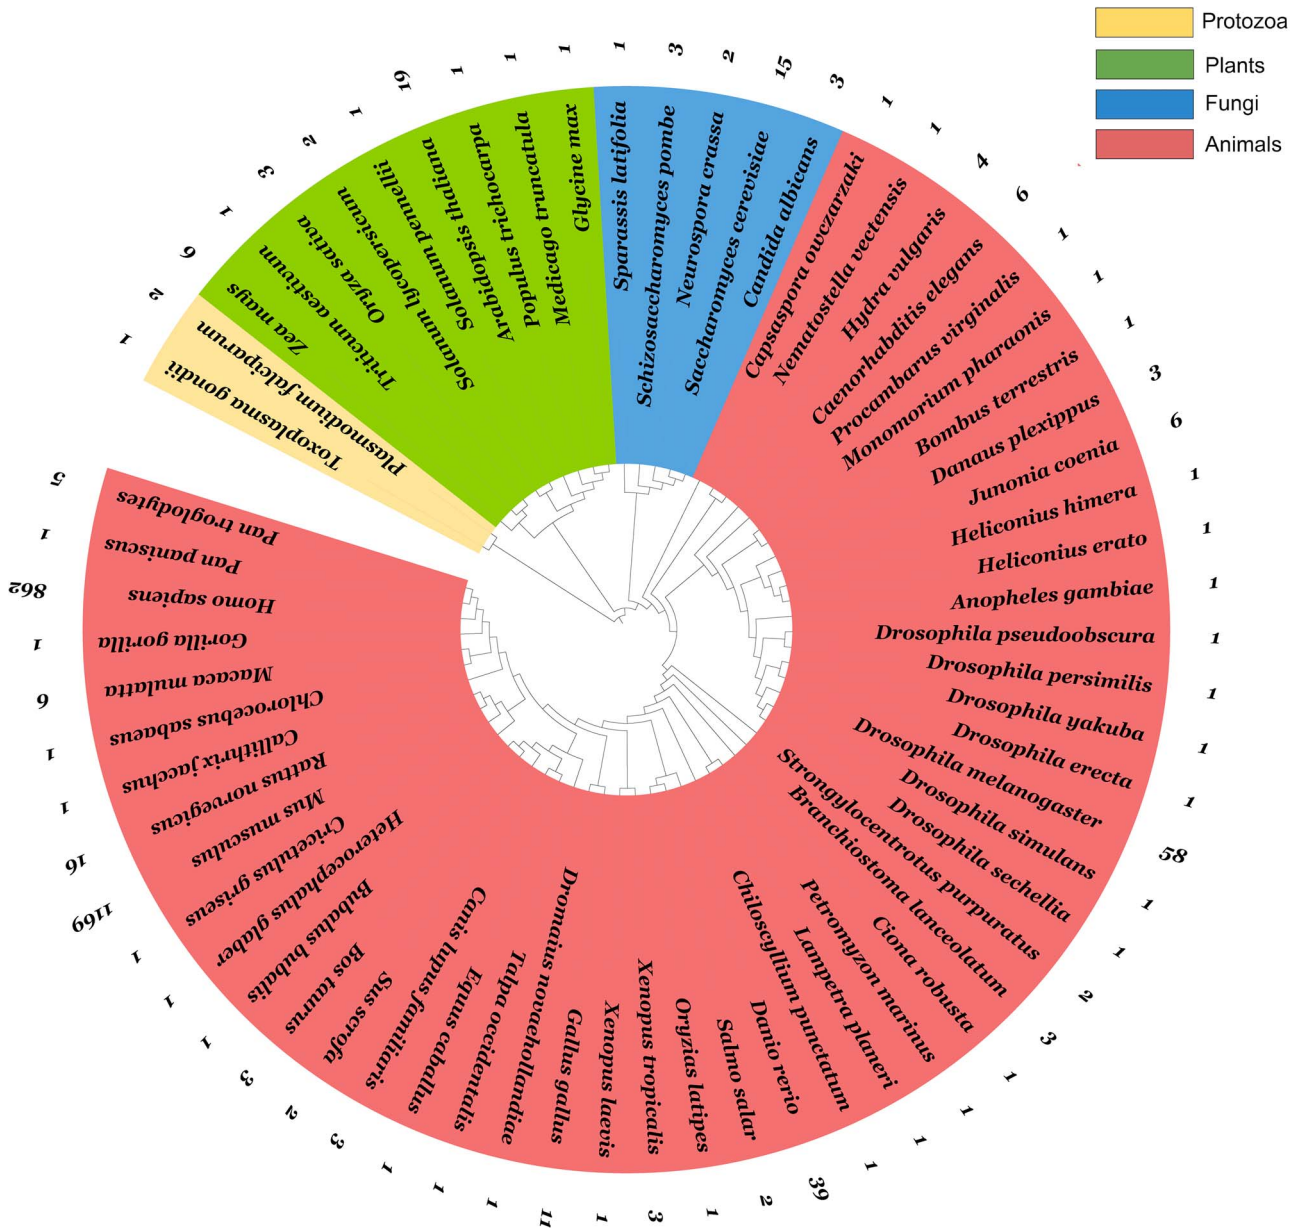 Protozoa
Plants
Fungi
Animals
Toxoplasma gondii 1
Plasmodium falciparum 2
Zea mays 6
Triticum aestivum 1
Oryza sativa 3
Solanum lycopersicum 2
Solanum pennellii 1
Arabidopsis thaliana 19
Populus trichocarpa 1
Medicago truncatula 1
Glycine max 1
Sparassis latifolia 1
Schizosaccharomyces pombe 3
Neurospora crassa 2
Saccharomyces cerevisiae 15
Candida albicans 3
Capsaspora owczarzaki 1
Nematostella vectensis 1
Hydra vulgaris 4
Caenorhabditis elegans 6
Procambarus virginalis 1
Monomorium pharaonis 1
Bombus terrestris 1
Danaus plexippus 3
Junonia coenia 6
Heliconius himera 1
Heliconius erato 1
Anopheles gambiae 1
Drosophila pseudoobscura 1
Drosophila persimilis 1
Drosophila yakuba 1
Drosophila erecta 1
Drosophila melanogaster 58
Drosophila simulans 1
Drosophila sechellia 1
Strongylocentrotus purpuratus 2
Branchiostoma lanceolatum 3
Ciona robusta 1
Petromyzon marinus 1
Lampetra planeri 1
Chiloscyllium punctatum 1
Danio rerio 39
Salmo salar 2
Oryzias latipes 1
Xenopus tropicalis 3
Xenopus laevis 1
Gallus gallus 11
Dromaius novaehollandiae 1
Talpa occidentalis 1
Equus caballus 1
Canis lupus familiaris 3
Sus scrofa 2
Bos taurus 3
Bubalus bubalis 1
Heterocephalus glaber 1
Cricetulus griseus 1
Mus musculus 1169
Rattus norvegicus 16
Callithrix jacchus 1
Chlorocebus sabaeus 1
Macaca mulatta 6
Gorilla gorilla 1
Homo sapiens 862
Pan paniscus 1
Pan troglodytes 5